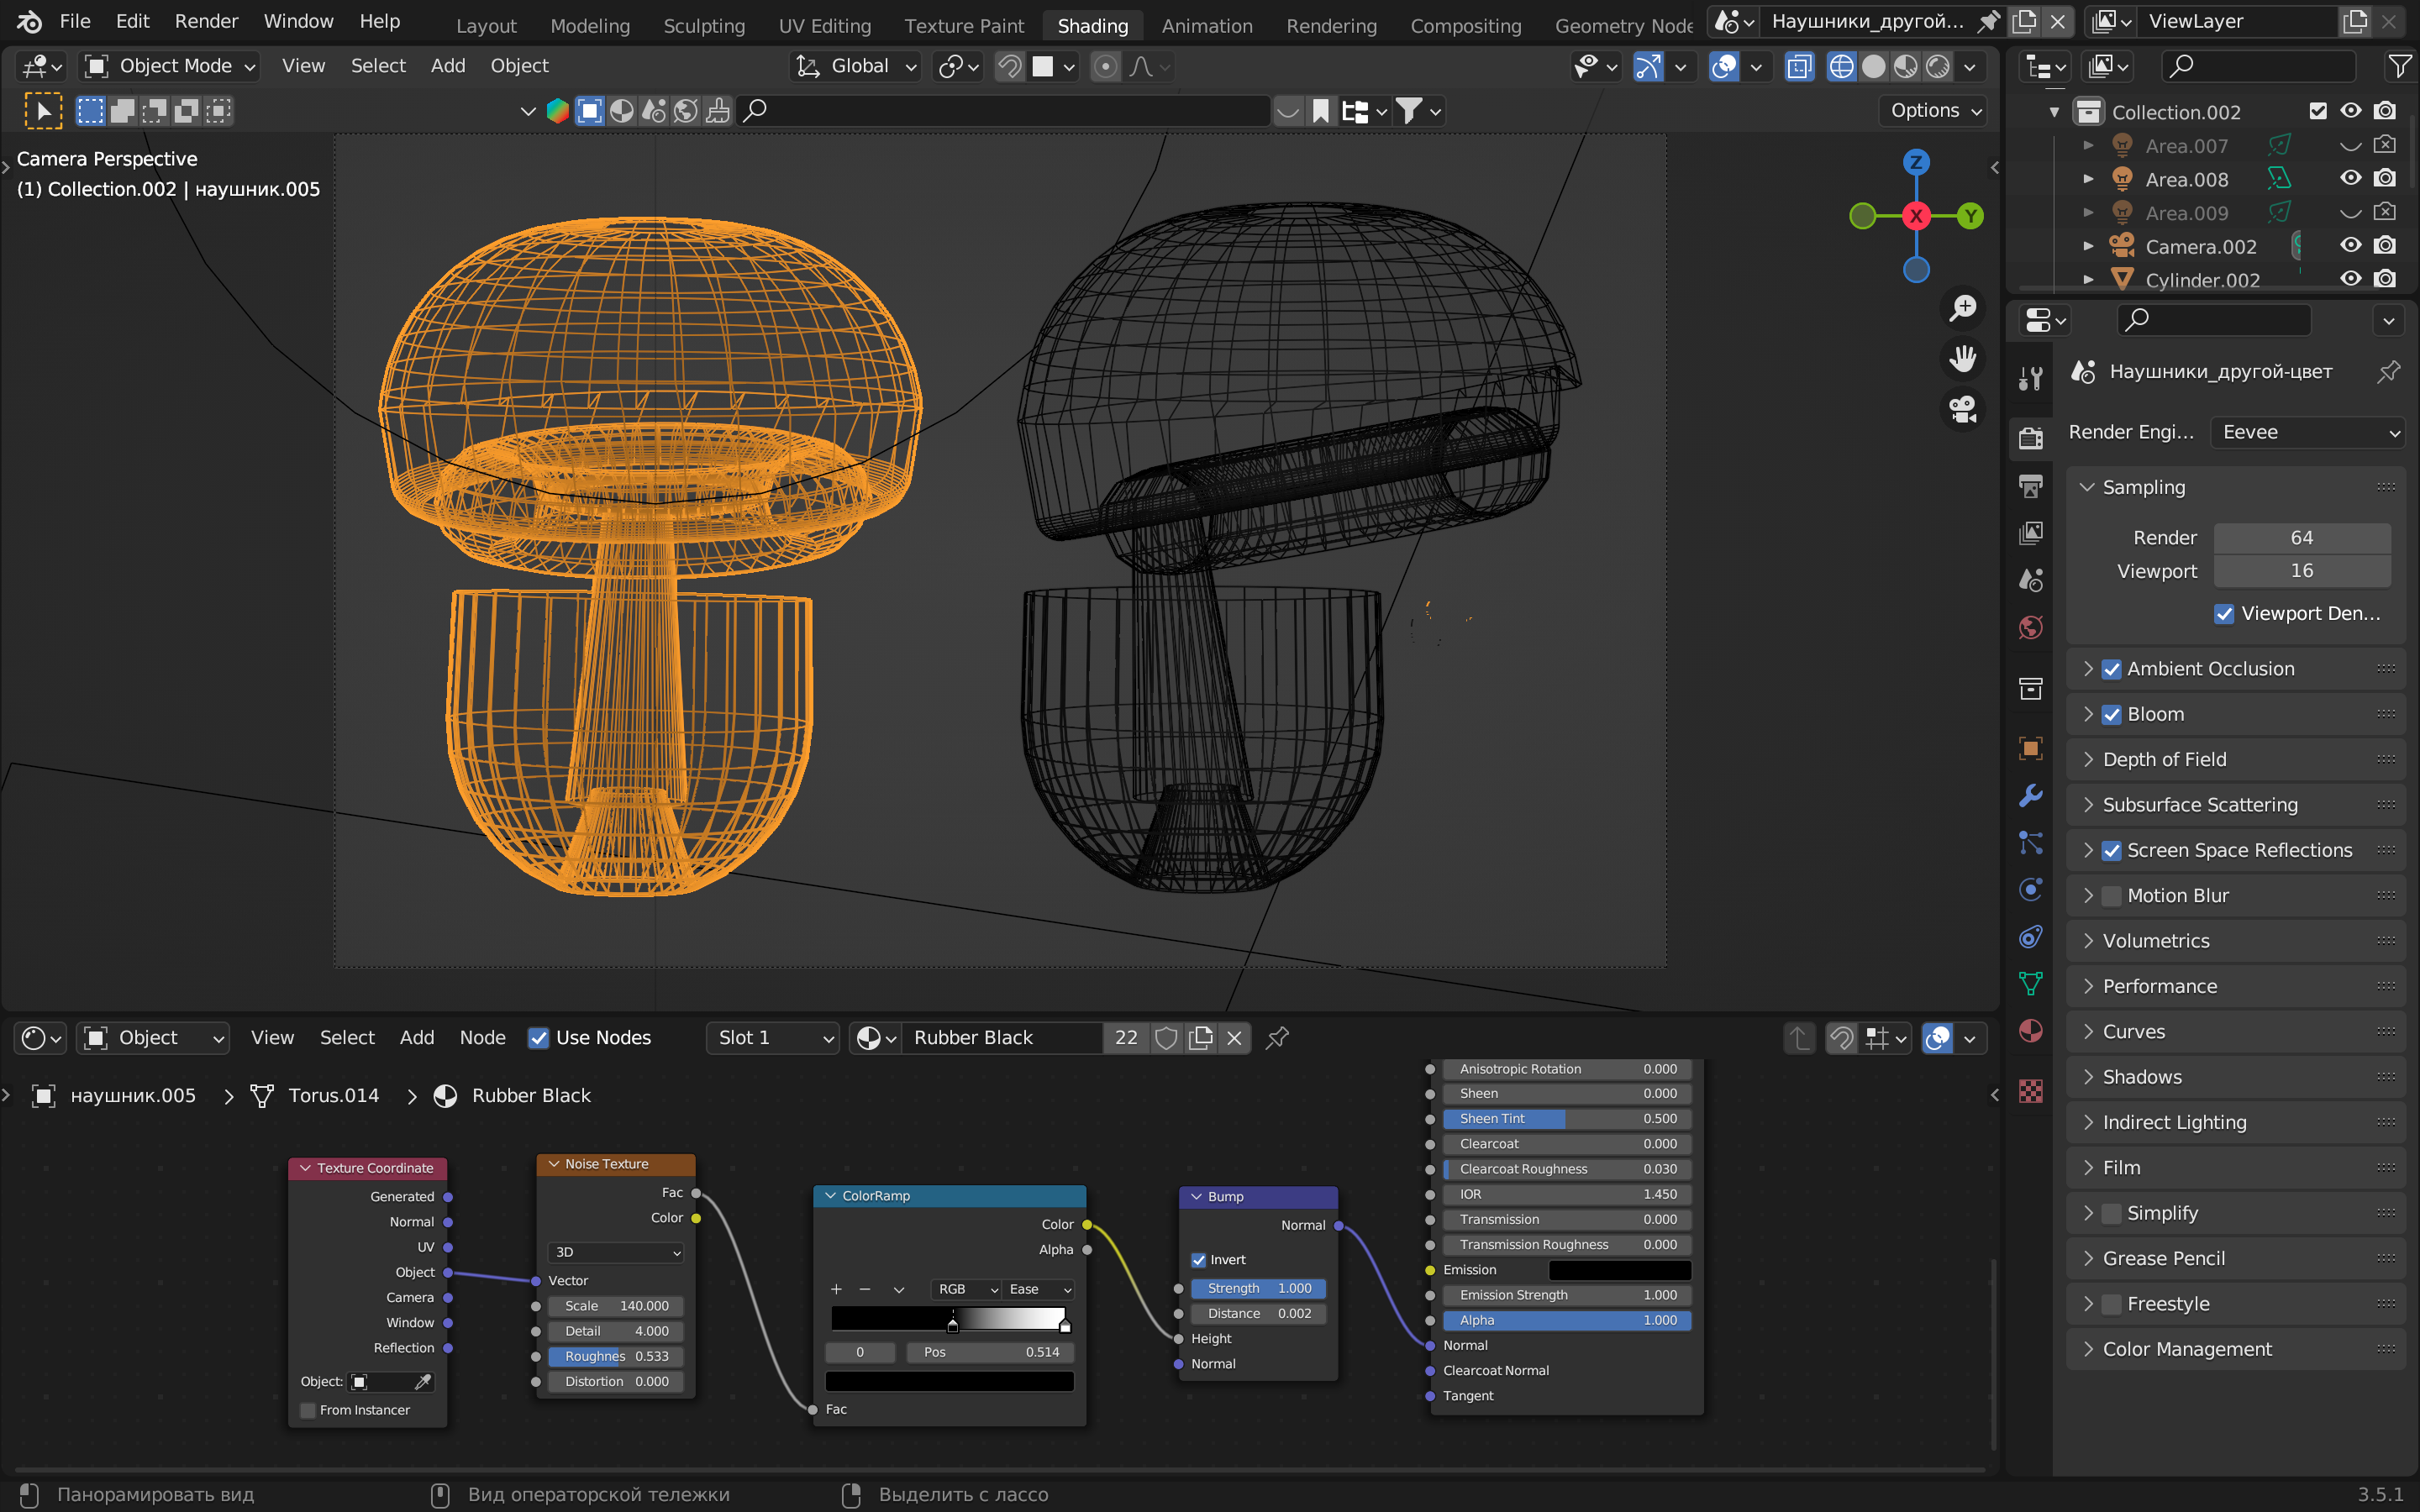 File Edit Render Window Help Layout Modeling Sculpting UV Editing Texture Paint Shading Animation Rendering Compositing Geometry Node Наушники_другой... ViewLayer
Object Mode View Select Add Object Global
Options
Camera Perspective
(1) Collection.002 | наушник.005
Z
X
Y
Collection.002
Area.007
Area.008
Area.009
Camera.002
Cylinder.002
Наушники_другой-цвет
Render Engi... Eevee
Sampling
Render 64
Viewport 16
Viewport Den...
Ambient Occlusion
Bloom
Depth of Field
Subsurface Scattering
Screen Space Reflections
Motion Blur
Volumetrics
Performance
Curves
Shadows
Indirect Lighting
Film
Simplify
Grease Pencil
Freestyle
Color Management
Object View Select Add Node Use Nodes Slot 1 Rubber Black 22
наушник.005 Torus.014 Rubber Black
Texture Coordinate
Generated
Normal
UV
Object
Camera
Window
Reflection
Object:
From Instancer
Noise Texture
Fac
Color
3D
Vector
Scale 140.000
Detail 4.000
Roughnes 0.533
Distortion 0.000
ColorRamp
Color
Alpha
RGB Ease
0 Pos 0.514
Fac
Bump
Normal
Invert
Strength 1.000
Distance 0.002
Height
Normal
Anisotropic Rotation 0.000
Sheen 0.000
Sheen Tint 0.500
Clearcoat 0.000
Clearcoat Roughness 0.030
IOR 1.450
Transmission 0.000
Transmission Roughness 0.000
Emission
Emission Strength 1.000
Alpha 1.000
Normal
Clearcoat Normal
Tangent
Панорамировать вид Вид операторской тележки Выделить с лассо 3.5.1